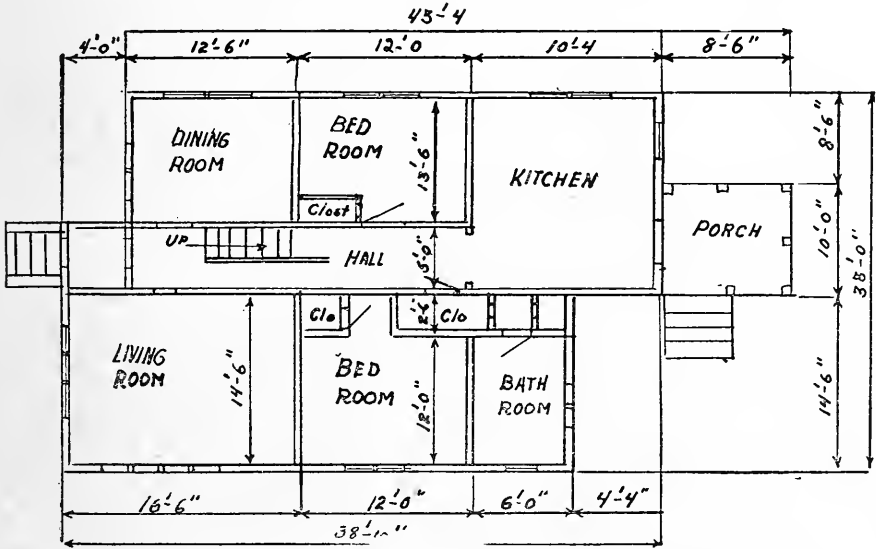 43'-4
4'-0"
12'-6"
12'-0
10'-4
8'-6"
DINING
ROOM
BED
ROOM
13'-6"
KITCHEN
8'-6"
Clost
PORCH
10'-0"
38'-0"
UP
HALL
5'-0"
Clo
2'-6"
Clo
LIVING
ROOM
14'-6"
BED
ROOM
12'-0"
BATH
ROOM
14'-6"
16'-6"
12'-0"
6'-0"
4'-4"